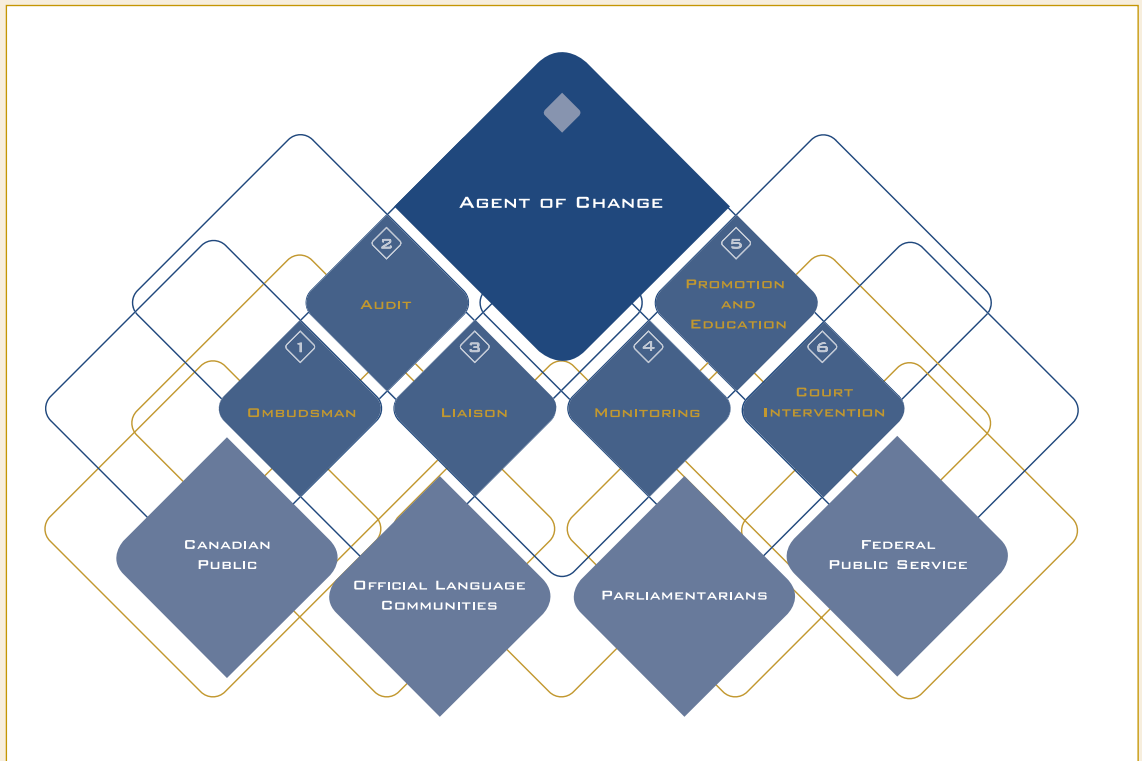 Agent of Change
2
Audit
5
Promotion
and
Education
1
Ombudsman
3
Liaison
4
Monitoring
6
Court
Intervention
Canadian
Public
Official Language
Communities
Parliamentarians
Federal
Public Service